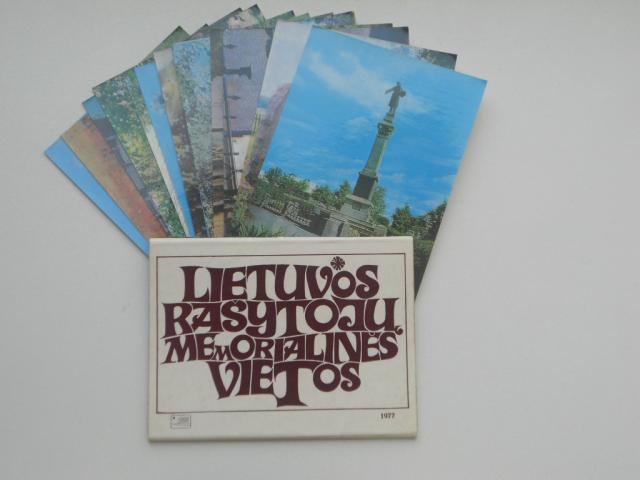 LIETUVOS
RAŠYTOJŲ
MEMORIALINĖS
VIETOS
1977